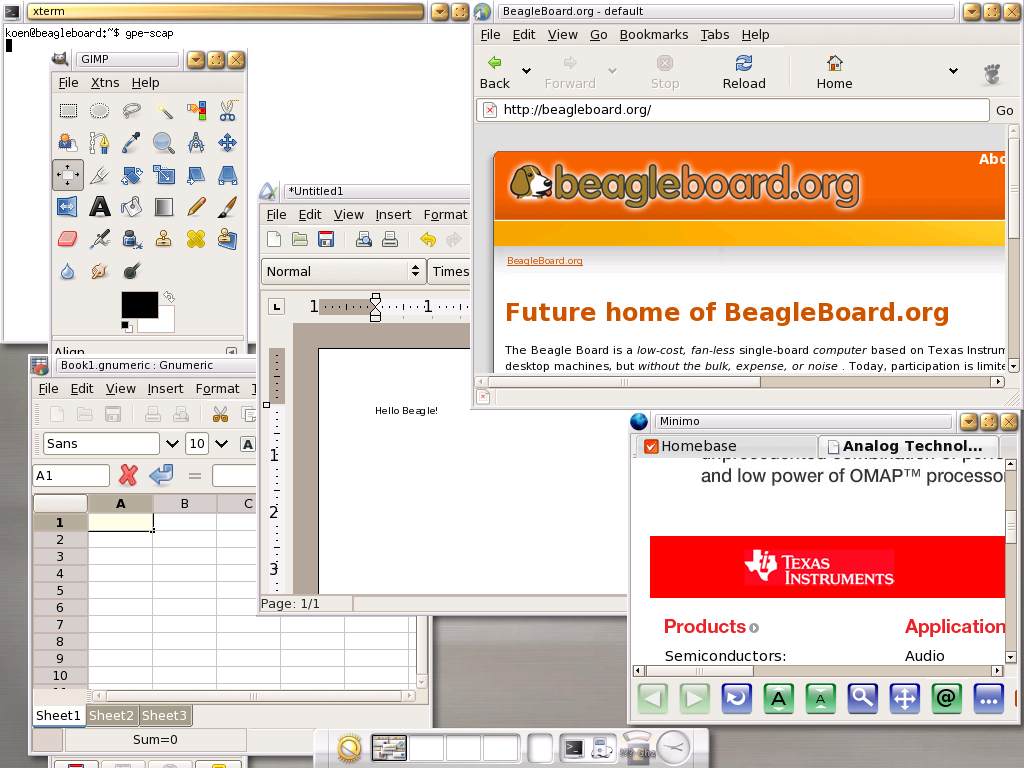 xterm
koen@beagleboard:~$ gpe-scap
GIMP
File Xtns Help
Align
*Untitled1
File Edit View Insert Format
Normal
Times
1 1
1
2
3
Hello Beagle!
Page: 1/1
BeagleBoard.org - default
File Edit View Go Bookmarks Tabs Help
Back Forward Stop Reload Home
http://beagleboard.org/
Go
beagleboard.org
BeagleBoard.org
Future home of BeagleBoard.org
The Beagle Board is a low-cost, fan-less single-board computer based on Texas Instrum
desktop machines, but without the bulk, expense, or noise . Today, participation is limite
Book1.gnumeric : Gnumeric
File Edit View Insert Format
Sans
10
A
A1
A B C
1
2
3
4
5
6
7
8
9
10
Sheet1 Sheet2 Sheet3
Sum=0
Minimo
Homebase
Analog Technol...
and low power of OMAP™ processo
TEXAS
INSTRUMENTS
Products
Application
Semiconductors:
Audio
A A @ ...